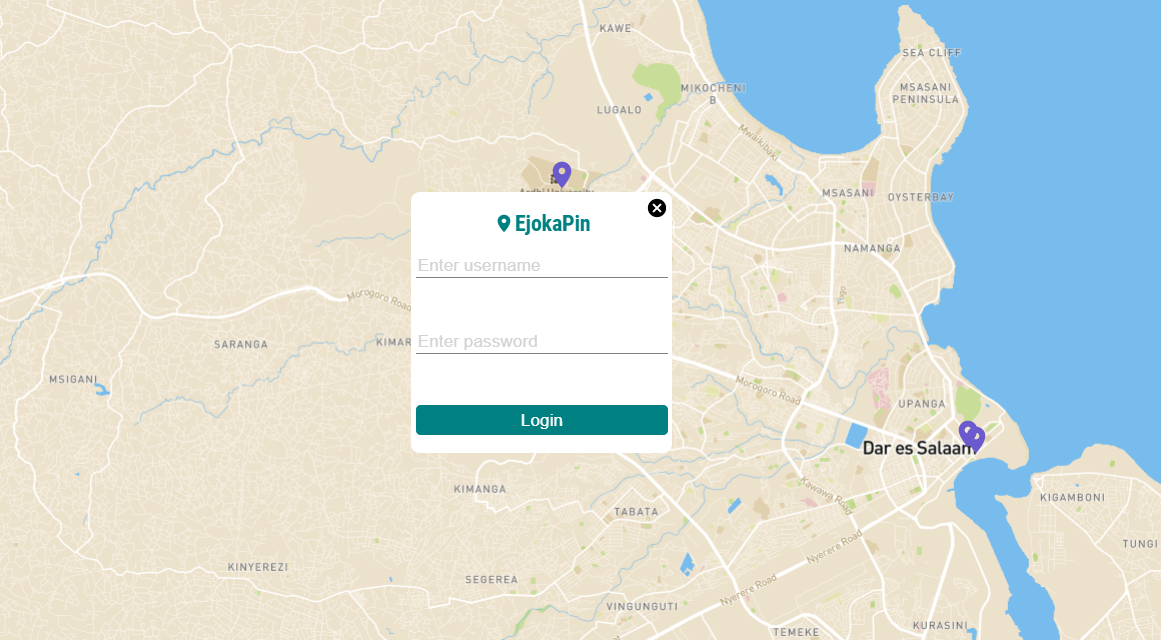 KAWE
SEA CLIFF
MSASANI
PENINSULA
MIKOCHENI
B
LUGALO
Mwaikibaki
Ardhi University
MSASANI
OYSTERBAY
EjokaPin
NAMANGA
Enter username
Togo
Morogoro Road
SARANGA
KIMAR
Enter password
MSIGANI
Morogoro Road
UPANGA
Login
Dar es Salaam
KIMANGA
Kawawa Road
KIGAMBONI
TABATA
Nyerere Road
TUNGI
KINYEREZI
SEGEREA
Nyerere Road
VINGUNGUTI
KURASINI
TEMEKE